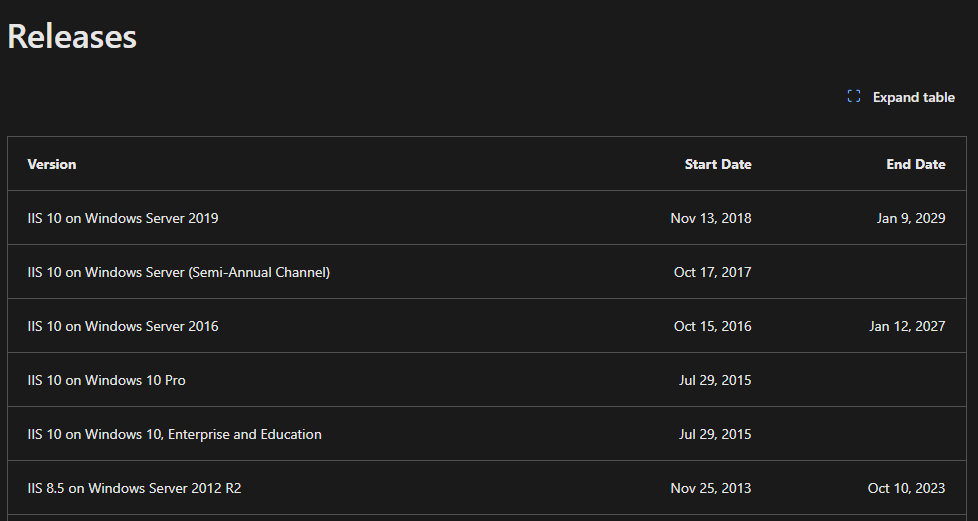 Releases
Expand table
Version Start Date End Date
IIS 10 on Windows Server 2019 Nov 13, 2018 Jan 9, 2029
IIS 10 on Windows Server (Semi-Annual Channel) Oct 17, 2017
IIS 10 on Windows Server 2016 Oct 15, 2016 Jan 12, 2027
IIS 10 on Windows 10 Pro Jul 29, 2015
IIS 10 on Windows 10, Enterprise and Education Jul 29, 2015
IIS 8.5 on Windows Server 2012 R2 Nov 25, 2013 Oct 10, 2023